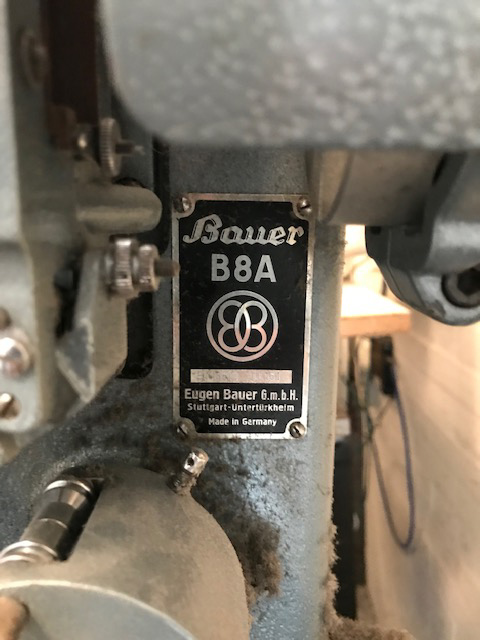 Bauer
B8A
Eugen Bauer G.m.b.H.
Stuttgart-Untertürkheim
Made in Germany